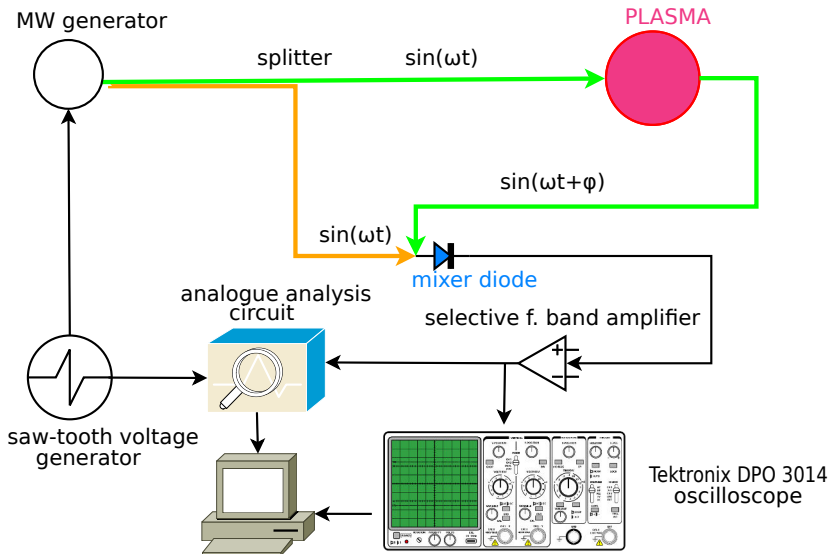 MW generator
PLASMA
splitter
sin(ωt)
sin(ωt+φ)
sin(ωt)
mixer diode
analogue analysis
circuit
selective f. band amplifier
saw-tooth voltage
generator
Tektronix DPO 3014
oscilloscope